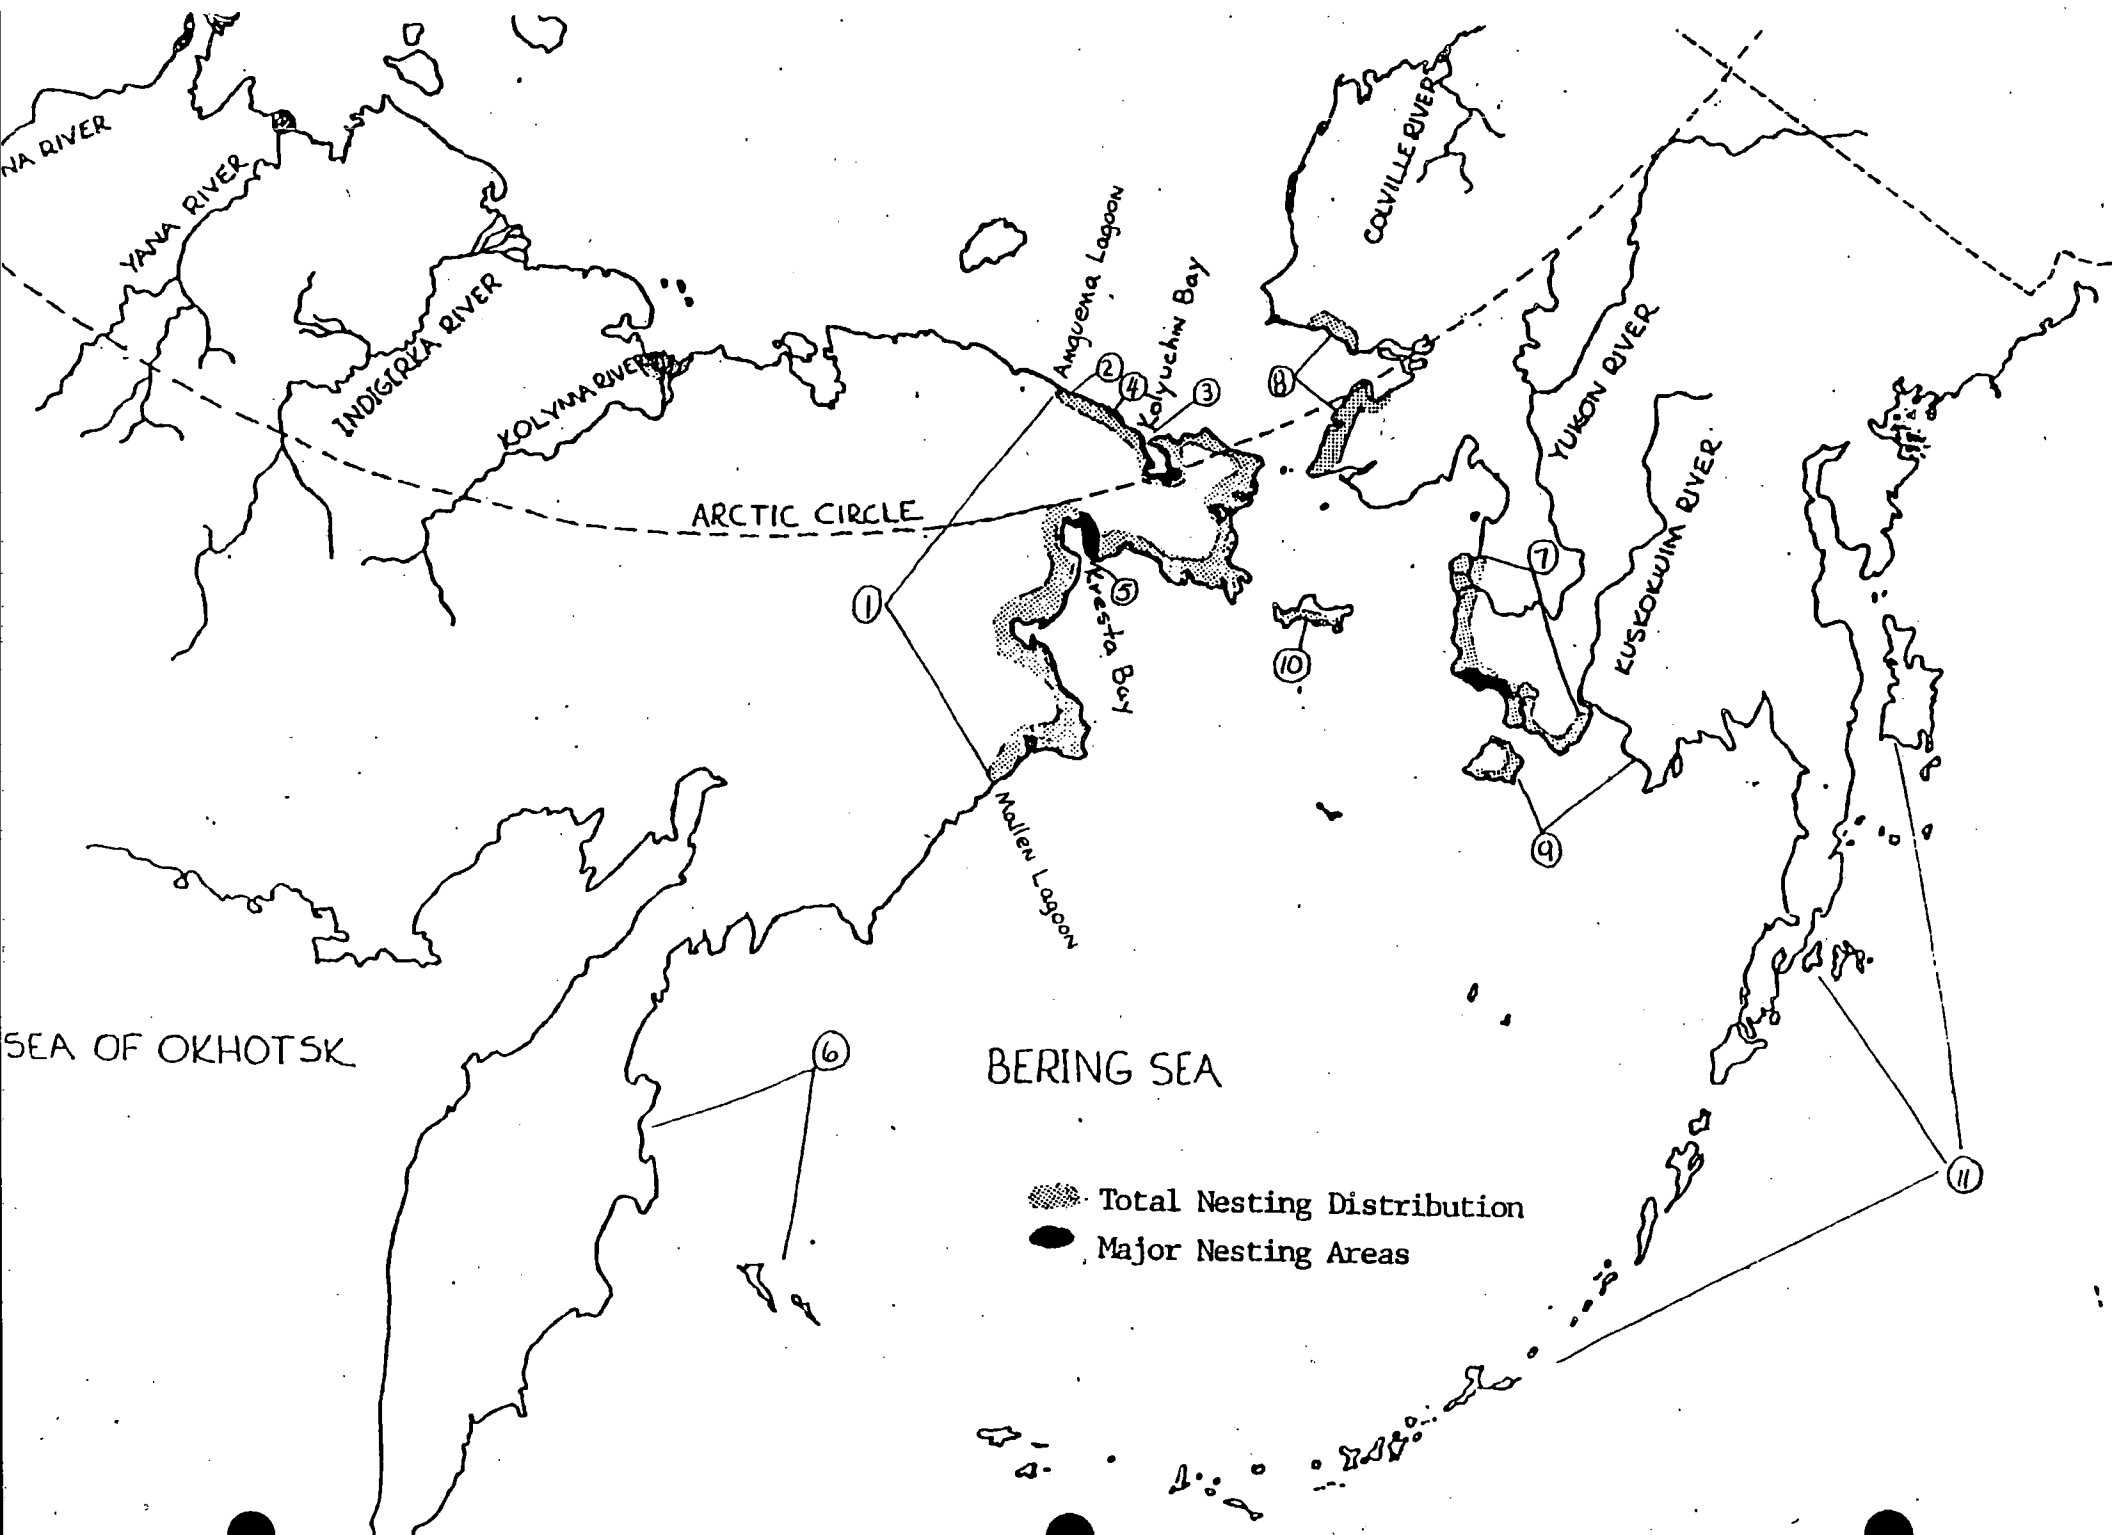 NA RIVER
YANA RIVER
INDIGIRKA RIVER
KOLYMA RIVER
Amguema Lagoon
Kolyuchin Bay
COLVILLE RIVER
YUKON RIVER
KUSKOKWIM RIVER
2
4
3
8
ARCTIC CIRCLE
1
5
Kresta Bay
7
10
9
Mallen Lagoon
SEA OF OKHOTSK
6
BERING SEA
11
Total Nesting Distribution
Major Nesting Areas